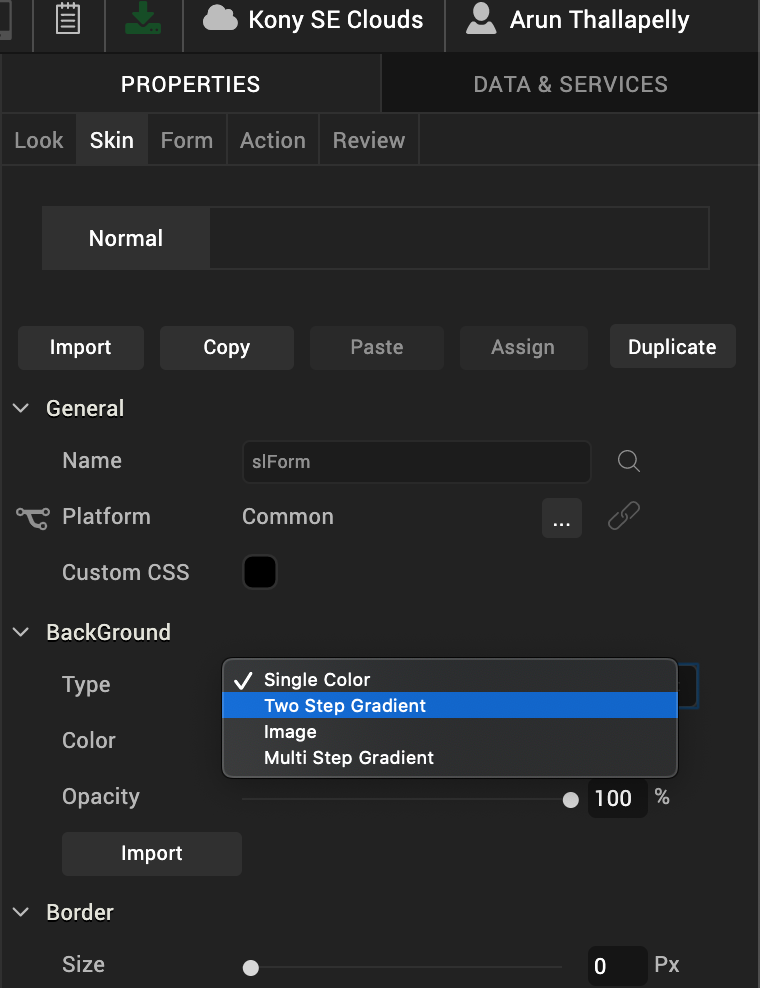 Kony SE Clouds Arun Thallapelly
PROPERTIES DATA & SERVICES
Look Skin Form Action Review
Normal
Import Copy Paste Assign Duplicate
General
Name slForm
Platform Common ...
Custom CSS
BackGround
Type Single Color
Two Step Gradient
Image
Color
Multi Step Gradient
Opacity 100 %
Import
Border
Size 0 Px